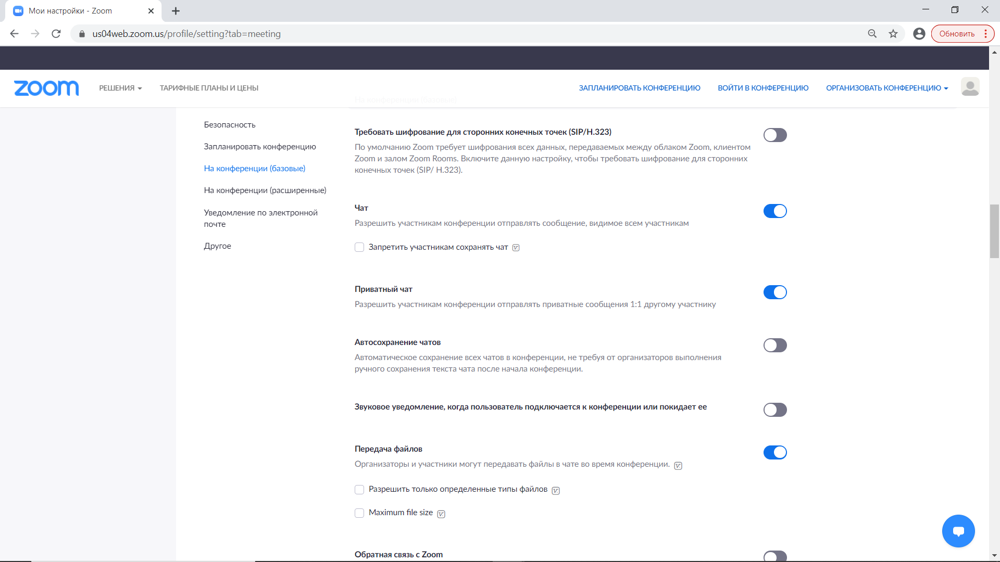 Мои настройки - Zoom
us04web.zoom.us/profile/setting?tab=meeting
Обновить
zoom
РЕШЕНИЯ
ТАРИФНЫЕ ПЛАНЫ И ЦЕНЫ
ЗАПЛАНИРОВАТЬ КОНФЕРЕНЦИЮ
ВОЙТИ В КОНФЕРЕНЦИЮ
ОРГАНИЗОВАТЬ КОНФЕРЕНЦИЮ
На конференции (базовые)
Безопасность
Запланировать конференцию
На конференции (базовые)
На конференции (расширенные)
Уведомление по электронной
почте
Другое
Требовать шифрование для сторонних конечных точек (SIP/H.323)
По умолчанию Zoom требует шифрования всех данных, передаваемых между облаком Zoom, клиентом
Zoom и залом Zoom Rooms. Включите данную настройку, чтобы требовать шифрование для сторонних
конечных точек (SIP/ H.323).
Чат
Разрешить участникам конференции отправлять сообщение, видимое всем участникам
Запретить участникам сохранять чат
Приватный чат
Разрешить участникам конференции отправлять приватные сообщения 1:1 другому участнику
Автосохранение чатов
Автоматическое сохранение всех чатов в конференции, не требуя от организаторов выполнения
ручного сохранения текста чата после начала конференции.
Звуковое уведомление, когда пользователь подключается к конференции или покидает ее
Передача файлов
Организаторы и участники могут передавать файлы в чате во время конференции.
Разрешить только определенные типы файлов
Maximum file size
Обратная связь с Zoom